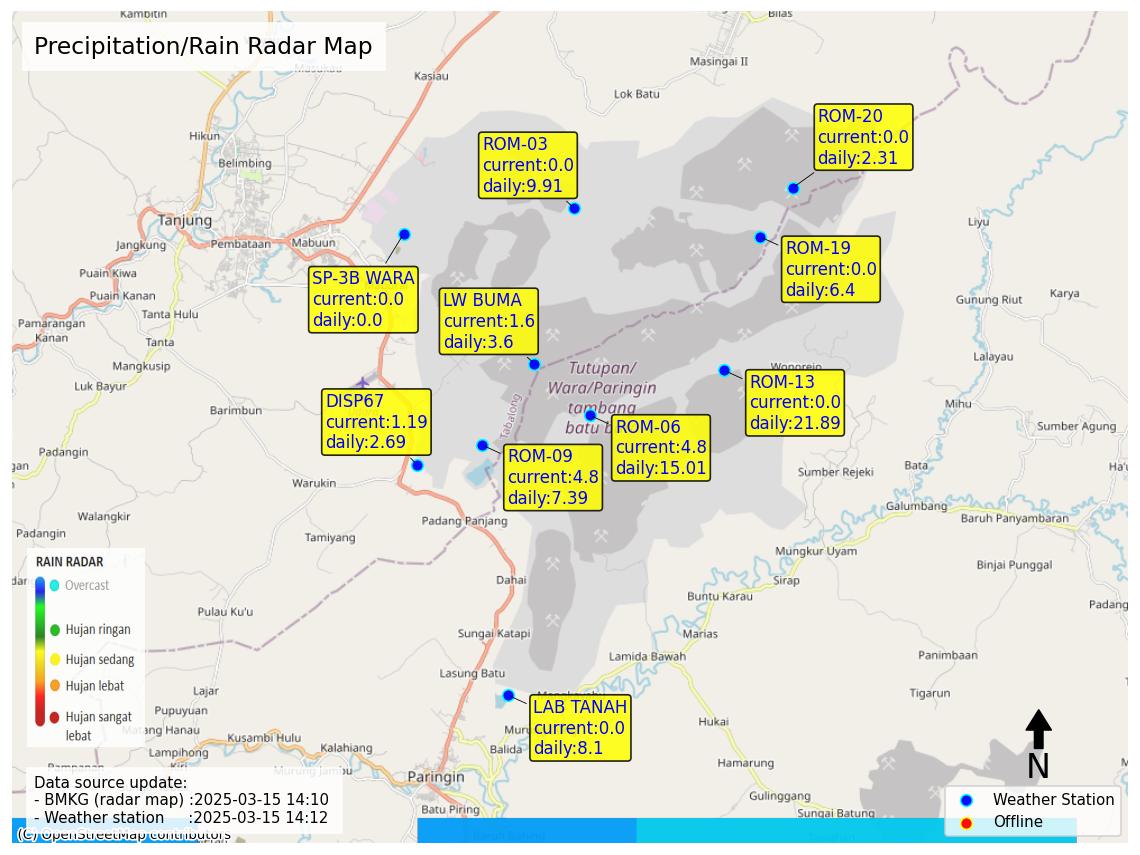 Kambitin
Bilas
Precipitation/Rain Radar Map
Masukau
Kasiau
Masingai II
Lok Batu
ROM-20
current:0.0
daily:2.31
Hikun
ROM-03
current:0.0
daily:9.91
Belimbing
Tanjung
Liyu
Jangkung
Pembataan
Mabuun
ROM-19
current:0.0
daily:6.4
Puain Kiwa
SP-3B WARA
current:0.0
daily:0.0
Puain Kanan
LW BUMA
current:1.6
daily:3.6
Gunung Riut
Karya
Tanta Hulu
Pamarangan
Kanan
Tanta
Lalayau
Mangkusip
Wonorejo
Tutupan/
Wara/Paringin
tambang
batu b
Luk Bayur
ROM-13
current:0.0
daily:21.89
Tabalong
DISP67
current:1.19
daily:2.69
Barimbun
Mihu
ROM-06
current:4.8
daily:15.01
Sumber Agung
Padangin
ROM-09
current:4.8
daily:7.39
gan
Bata
Ha'u
Sumber Rejeki
Warukin
Galumbang
Walangkir
Padang Panjang
Baruh Panyambaran
Padangin
Tamiyang
Mungkur Uyam
RAIN RADAR
Binjai Punggal
Overcast
Dahai
Sirap
Buntu Karau
Padang
Pulau Ku'u
Hujan ringan
Sungai Katapi
Marias
Hujan sedang
Lamida Bawah
Panimbaan
Lasung Batu
Hujan lebat
Lajar
Tigarun
Pupuyuan
Hujan sangat
lebat
LAB TANAH
current:0.0
daily:8.1
Hukai
Matang Hanau
Muru
Kusambi Hulu
Kalahiang
Balida
Lampihong
Hamarung
N
Murung Jambu
Paringin
Data source update:
- BMKG (radar map) :2025-03-15 14:10
- Weather station :2025-03-15 14:12
Gulinggang
Weather Station
Offline
Batu Piring
Sungai Batung
(C) OpenStreetMap contributors